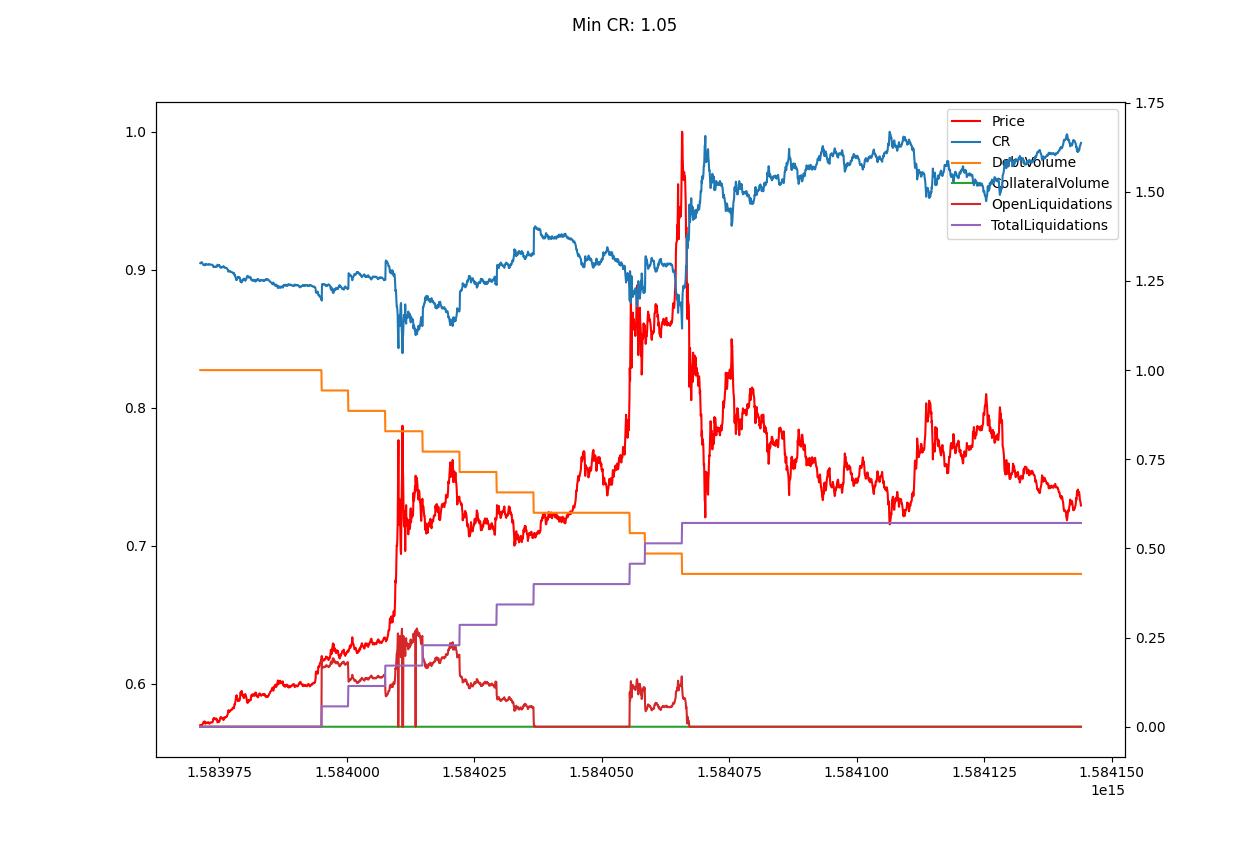 Min CR: 1.05
1.0
0.9
0.8
0.7
0.6
1.75
1.50
1.25
1.00
0.75
0.50
0.25
0.00
Price
CR
DebtVolume
CollateralVolume
OpenLiquidations
TotalLiquidations
1.583975 1.584000 1.584025 1.584050 1.584075 1.584100 1.584125 1.584150
1e15